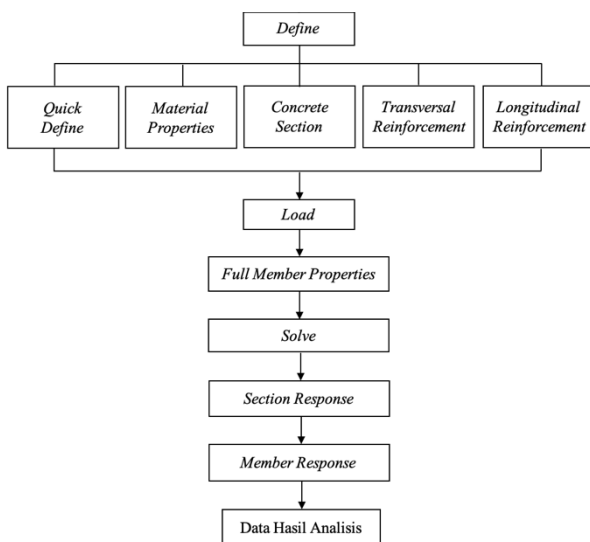 Define
Quick
Define
Material
Properties
Concrete
Section
Transversal
Reinforcement
Longitudinal
Reinforcement
Load
Full Member Properties
Solve
Section Response
Member Response
Data Hasil Analisis